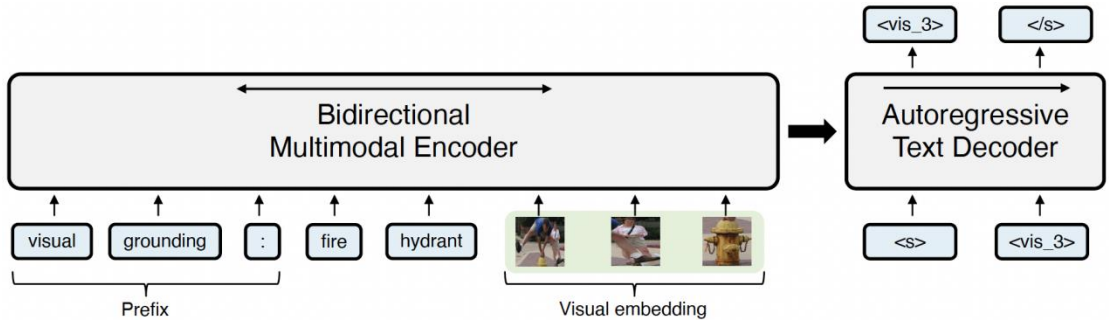 <vis_3> </s>
Bidirectional
Multimodal Encoder
Autoregressive
Text Decoder
visual grounding : fire hydrant
<s> <vis_3>
Prefix
Visual embedding